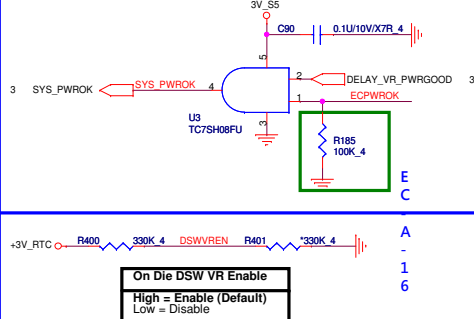 3V_S5
C90 0.1U/10V/X7R_4
5
3 SYS_PWROK SYS_PWROK 4 2 DELAY_VR_PWRGOOD 3
1 ECPWROK
U3
TC7SH08FU
3
R185
100K_4
E
C
-
A
-
1
6
+3V_RTC R400 330K_4 DSWVREN R401 *330K_4
On Die DSW VR Enable
High = Enable (Default)
Low = Disable